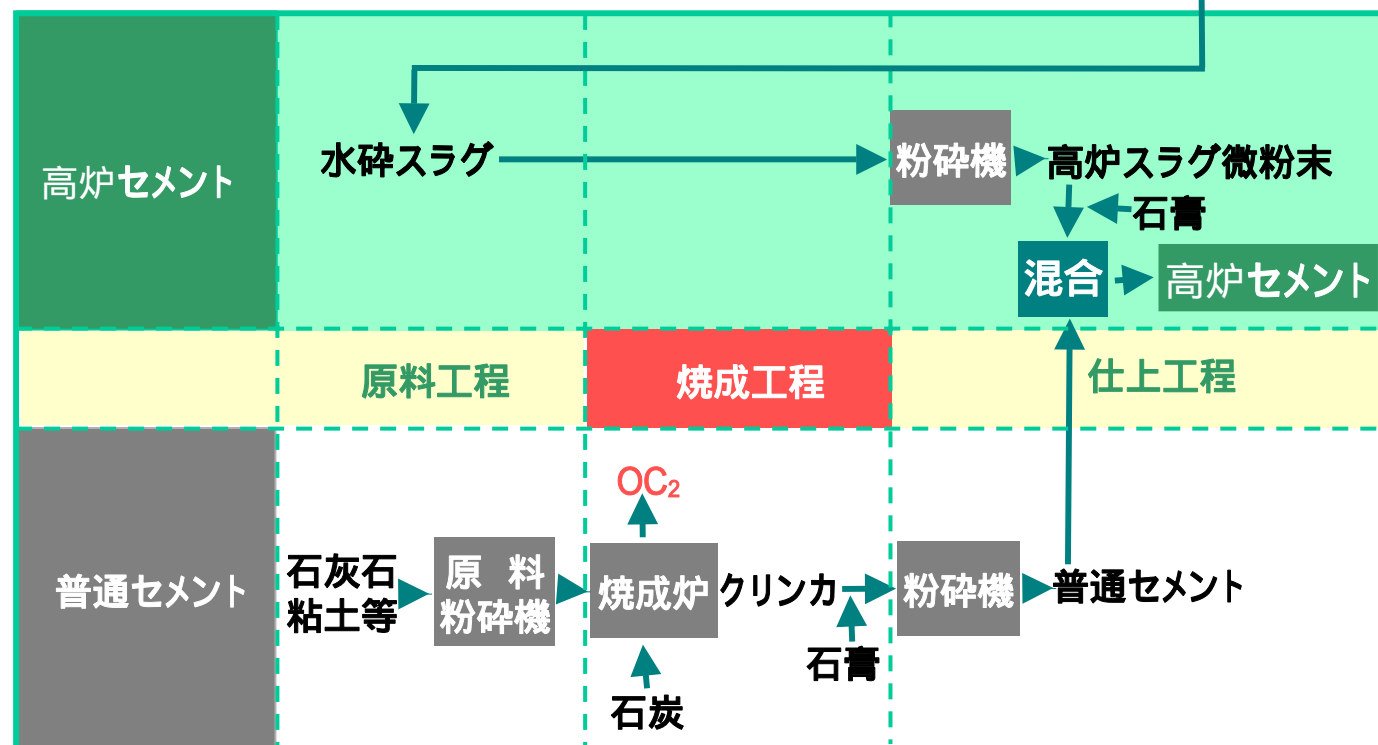 水砕スラグ
粉砕機
高炉スラグ微粉末
高炉セメント
石膏
混合
高炉セメント
原料工程
焼成工程
仕上工程
OC₂
普通セメント
石灰石
粘土等
原 料
粉砕機
焼成炉
クリンカ
粉砕機
普通セメント
石膏
石炭